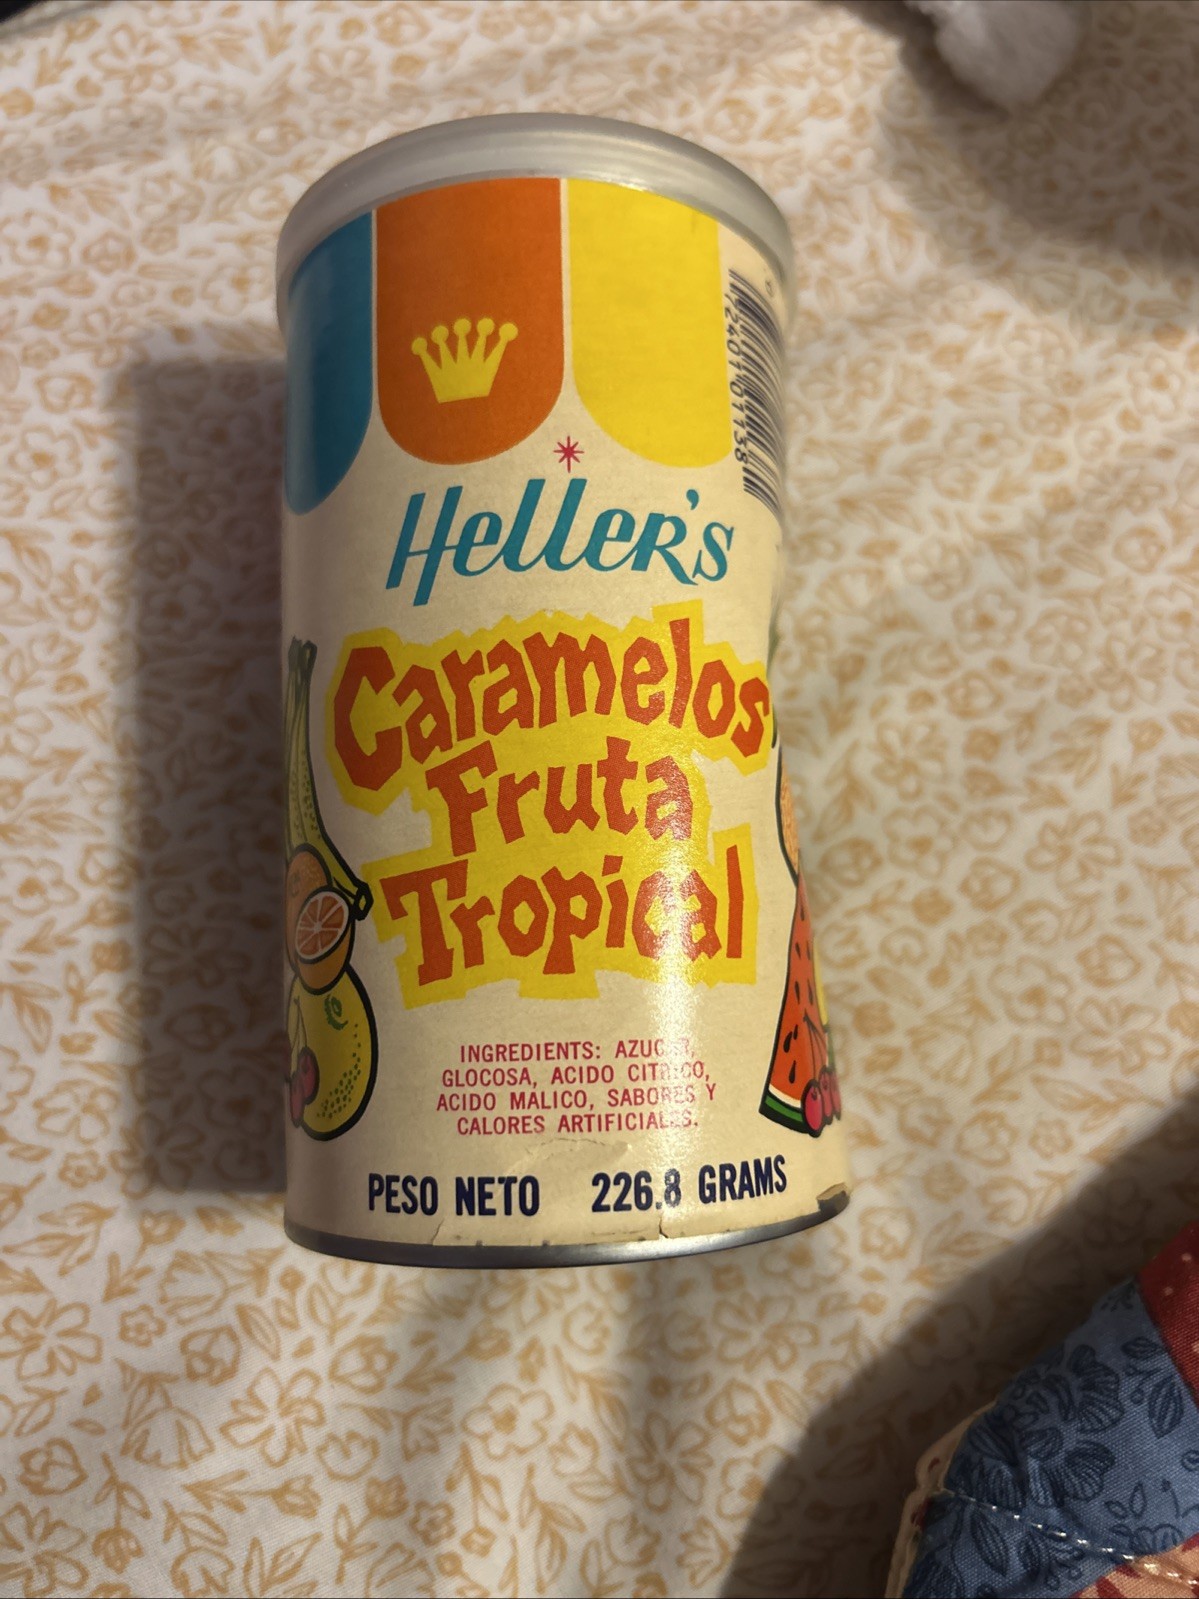 Heller's
Caramelos
Fruta
Tropical
INGREDIENTS: AZUCAR,
GLOCOSA, ACIDO CITRICO,
ACIDO MALICO, SABORES Y
CALORES ARTIFICIALES.
PESO NETO 226.8 GRAMS